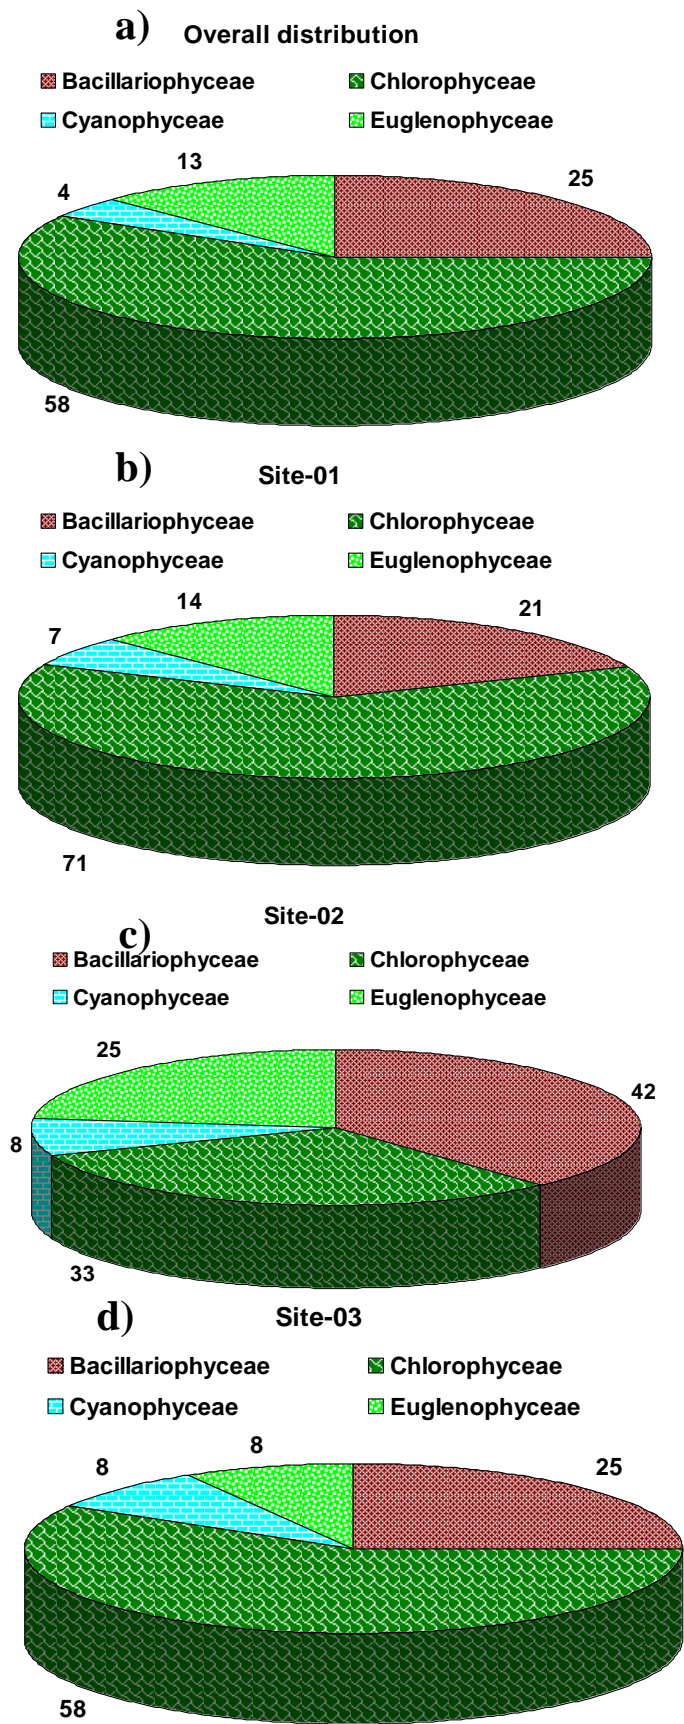 a) Overall distribution
Bacillariophyceae Chlorophyceae
Cyanophyceae Euglenophyceae
13 25
4
58
b) Site-01
Bacillariophyceae Chlorophyceae
Cyanophyceae Euglenophyceae
14 21
7
71
c) Site-02
Bacillariophyceae Chlorophyceae
Cyanophyceae Euglenophyceae
25
42
8
33
d) Site-03
Bacillariophyceae Chlorophyceae
Cyanophyceae Euglenophyceae
8
8 25
58